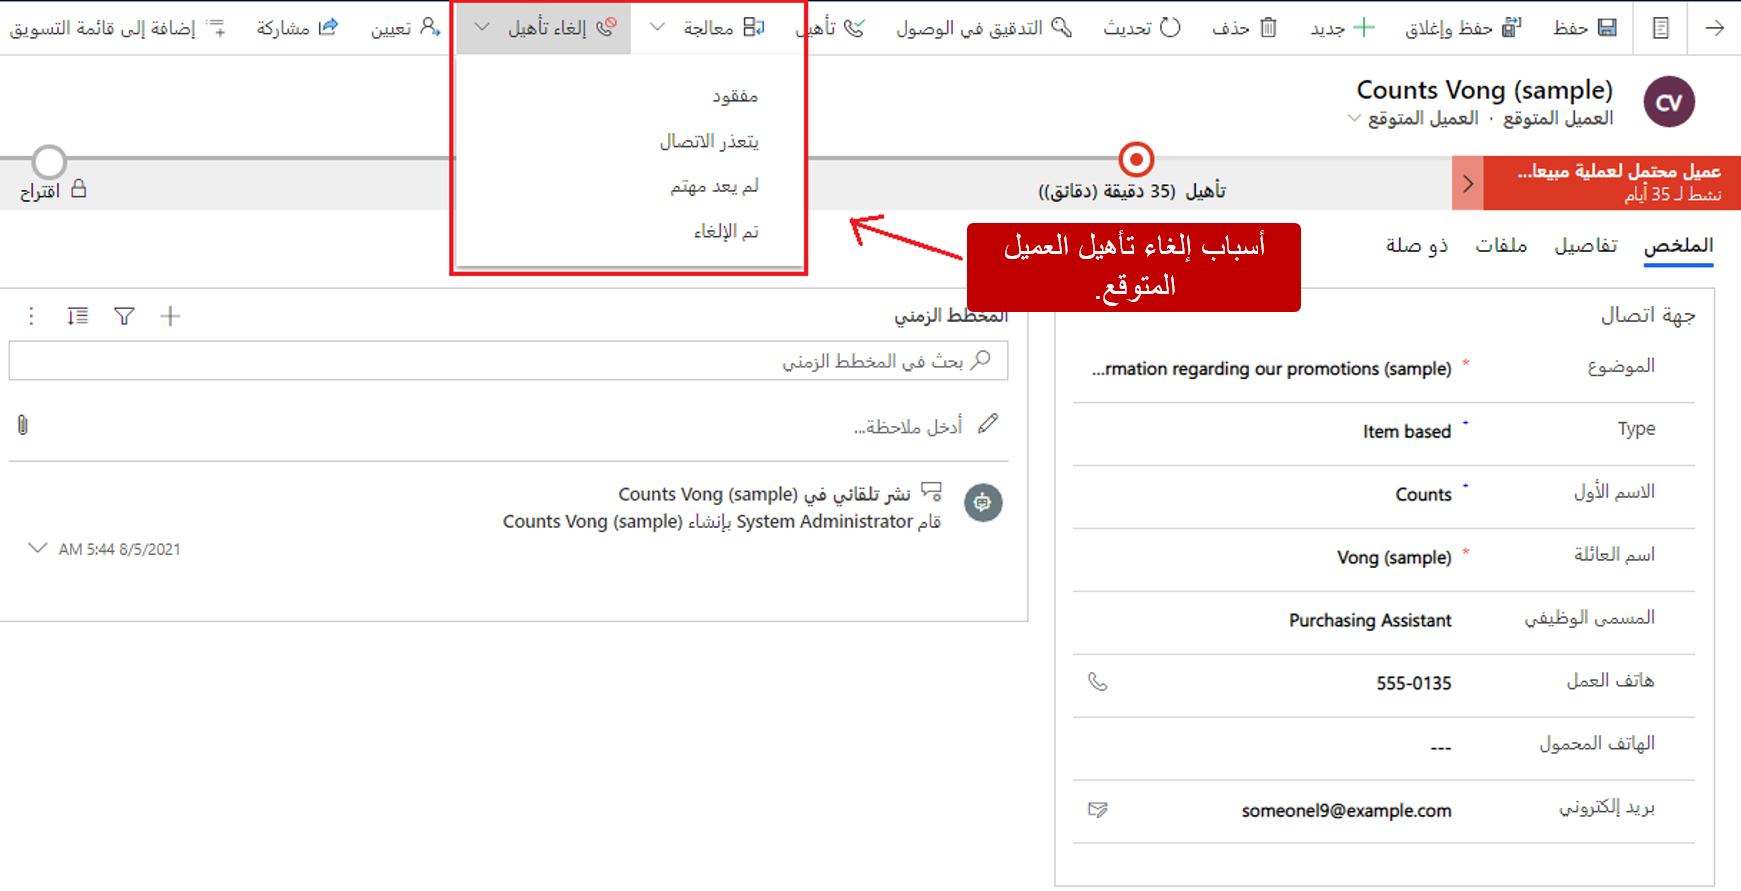 حفظ
حفظ وإغلاق
جديد
حذف
تحديث
التدقيق في الوصول
تأهيل
معالجة
إلغاء تأهيل
تعيين
مشاركة
إضافة إلى قائمة التسويق
مفقود
يتعذر الاتصال
لم يعد مهتم
تم الإلغاء
CV
Counts Vong (sample)
العميل المتوقع · العميل المتوقع
عميل محتمل لعملية مبيعا...
نشط لـ 35 أيام
تأهيل (35 دقيقة (دقائق))
اقتراح
أسباب إلغاء تأهيل العميل
المتوقع.
الملخص
تفاصيل
ملفات
ذو صلة
جهة اتصال
الموضوع * ...rmation regarding our promotions (sample)
Type Item based
الاسم الأول Counts
اسم العائلة * Vong (sample)
المسمى الوظيفي Purchasing Assistant
هاتف العمل 555-0135
الهاتف المحمول ---
بريد إلكتروني someonel9@example.com
المخطط الزمني
بحث في المخطط الزمني
أدخل ملاحظة...
نشر تلقائي في Counts Vong (sample)
قام System Administrator بإنشاء Counts Vong (sample)
AM 5:44 8/5/2021